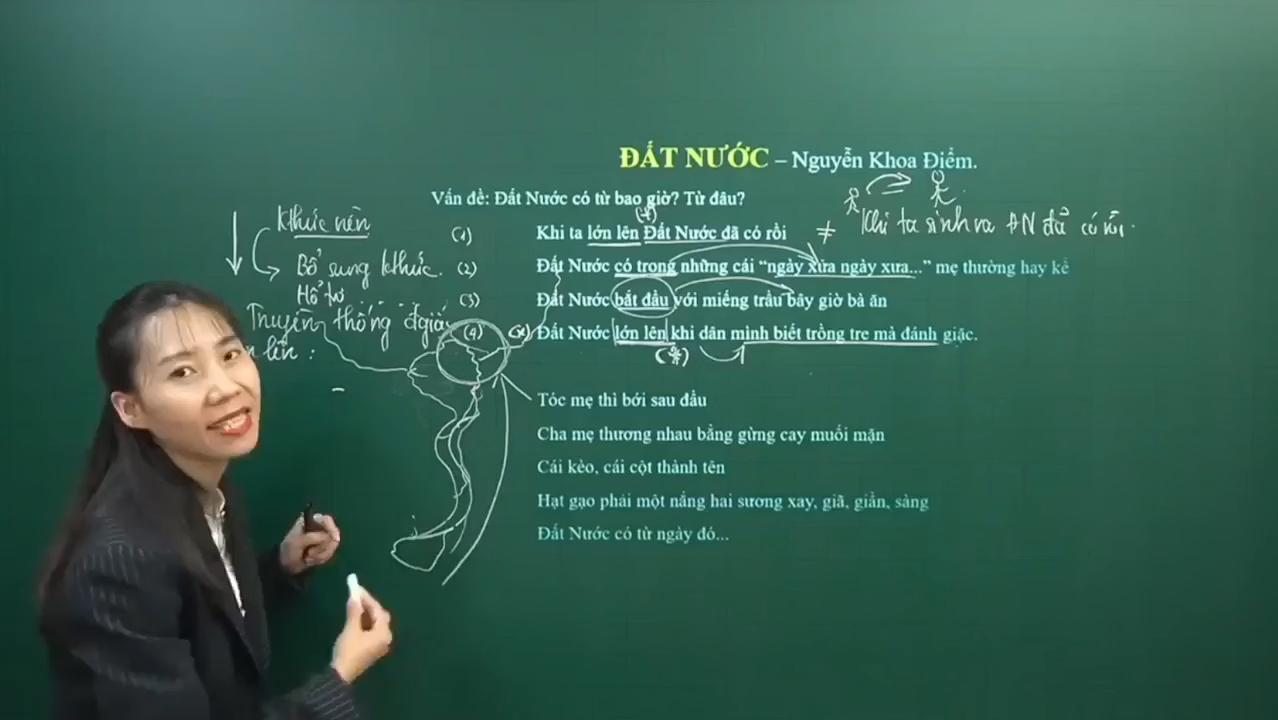 ĐẤT NƯỚC – Nguyễn Khoa Điềm.
Vấn đề: Đất Nước có từ bao giờ? Từ đâu?
Khúc nền
Bổ sung khúc.
Hổ tơ
Truyền thống đ giặc
lên :
(1) Khi ta lớn lên Đất Nước đã có rồi
≠ Khi ta sinh ra ĐN đã có rồi.
(2) Đất Nước có trong những cái “ngày xửa ngày xưa...” mẹ thường hay kể
(3) Đất Nước bắt đầu với miếng trầu bây giờ bà ăn
(4) (*) Đất Nước lớn lên khi dân mình biết trồng tre mà đánh giặc.
Tóc mẹ thì bới sau đầu
Cha mẹ thương nhau bằng gừng cay muối mặn
Cái kèo, cái cột thành tên
Hạt gạo phải một nắng hai sương xay, giã, giần, sàng
Đất Nước có từ ngày đó...